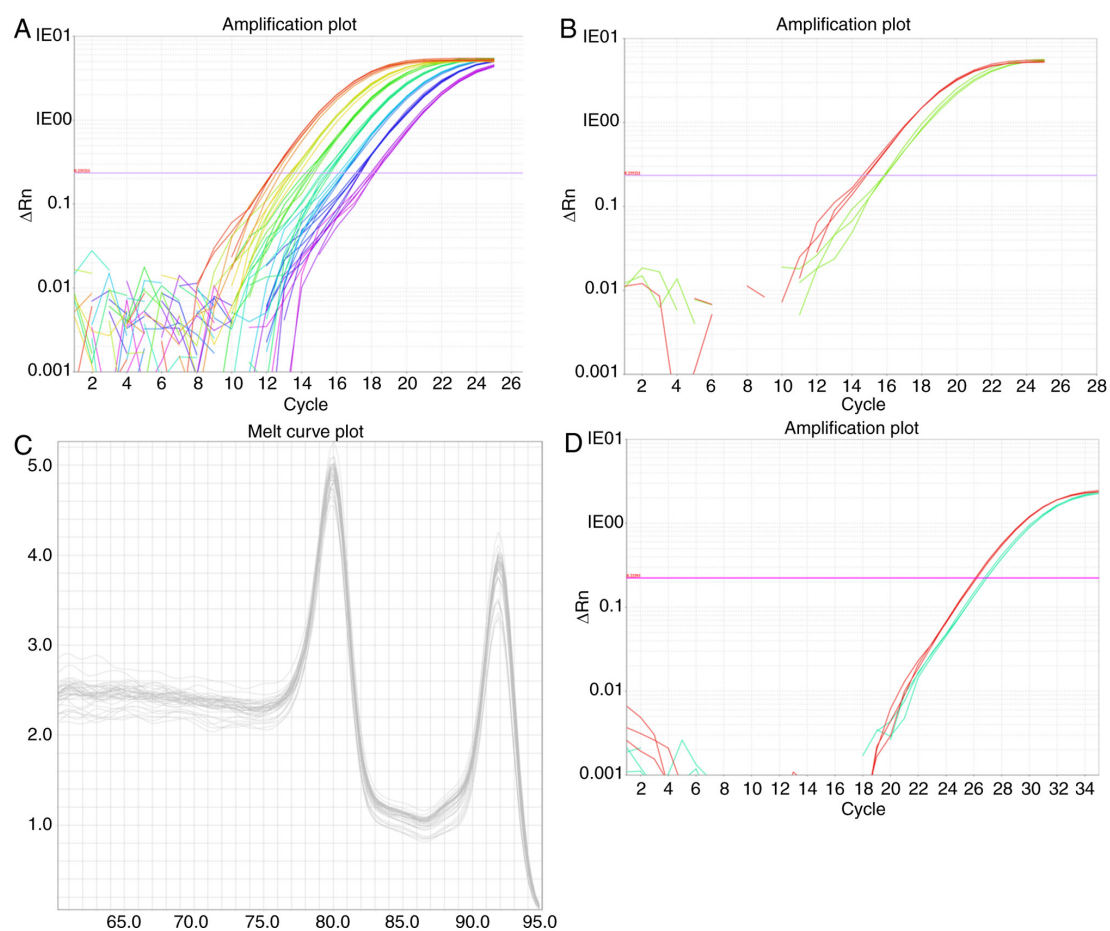 A
Amplification plot
IE01
IE00
0.1
0.01
0.001
ΔRn
2 4 6 8 10 12 14 16 18 20 22 24 26
Cycle
B
Amplification plot
IE01
IE00
0.1
0.01
0.001
ΔRn
2 4 6 8 10 12 14 16 18 20 22 24 26 28
Cycle
C
Melt curve plot
5.0
4.0
3.0
2.0
1.0
65.0 70.0 75.0 80.0 85.0 90.0 95.0
D
Amplification plot
IE01
IE00
0.1
0.01
0.001
ΔRn
2 4 6 8 10 12 14 16 18 20 22 24 26 28 30 32 34
Cycle